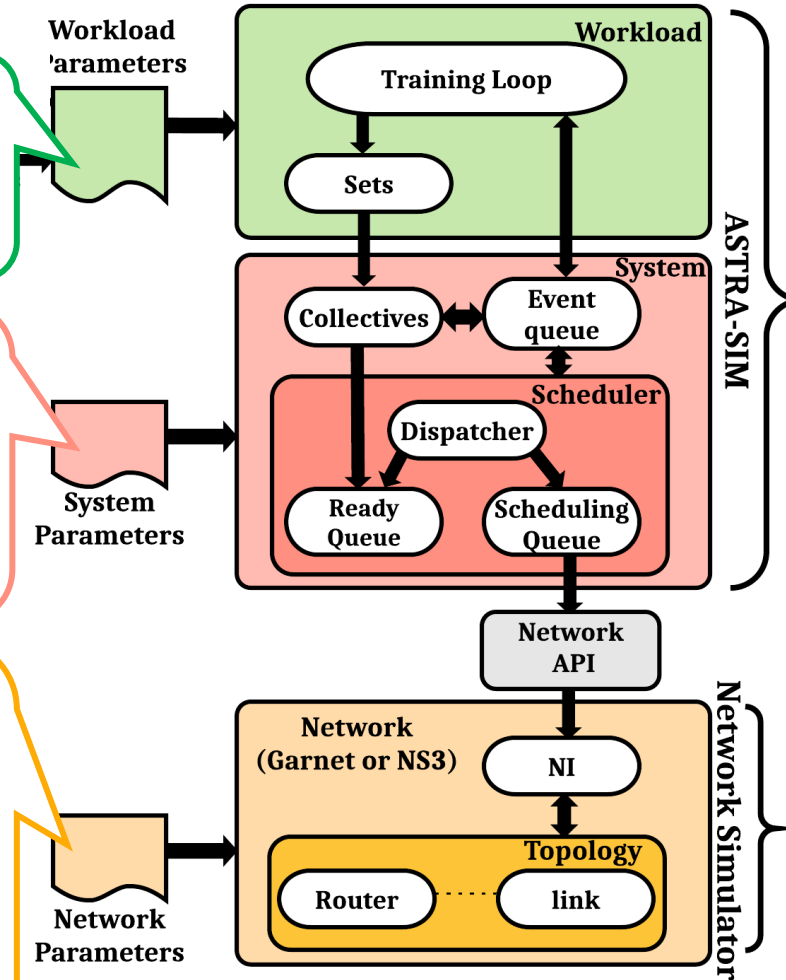 Workload
Parameters
Workload
Training Loop
Sets
System
Collectives
Event
queue
Scheduler
Dispatcher
Ready
Queue
Scheduling
Queue
System
Parameters
ASTRA-SIM
Network
API
Network
(Garnet or NS3)
NI
Topology
Router
link
Network
Parameters
Network Simulator